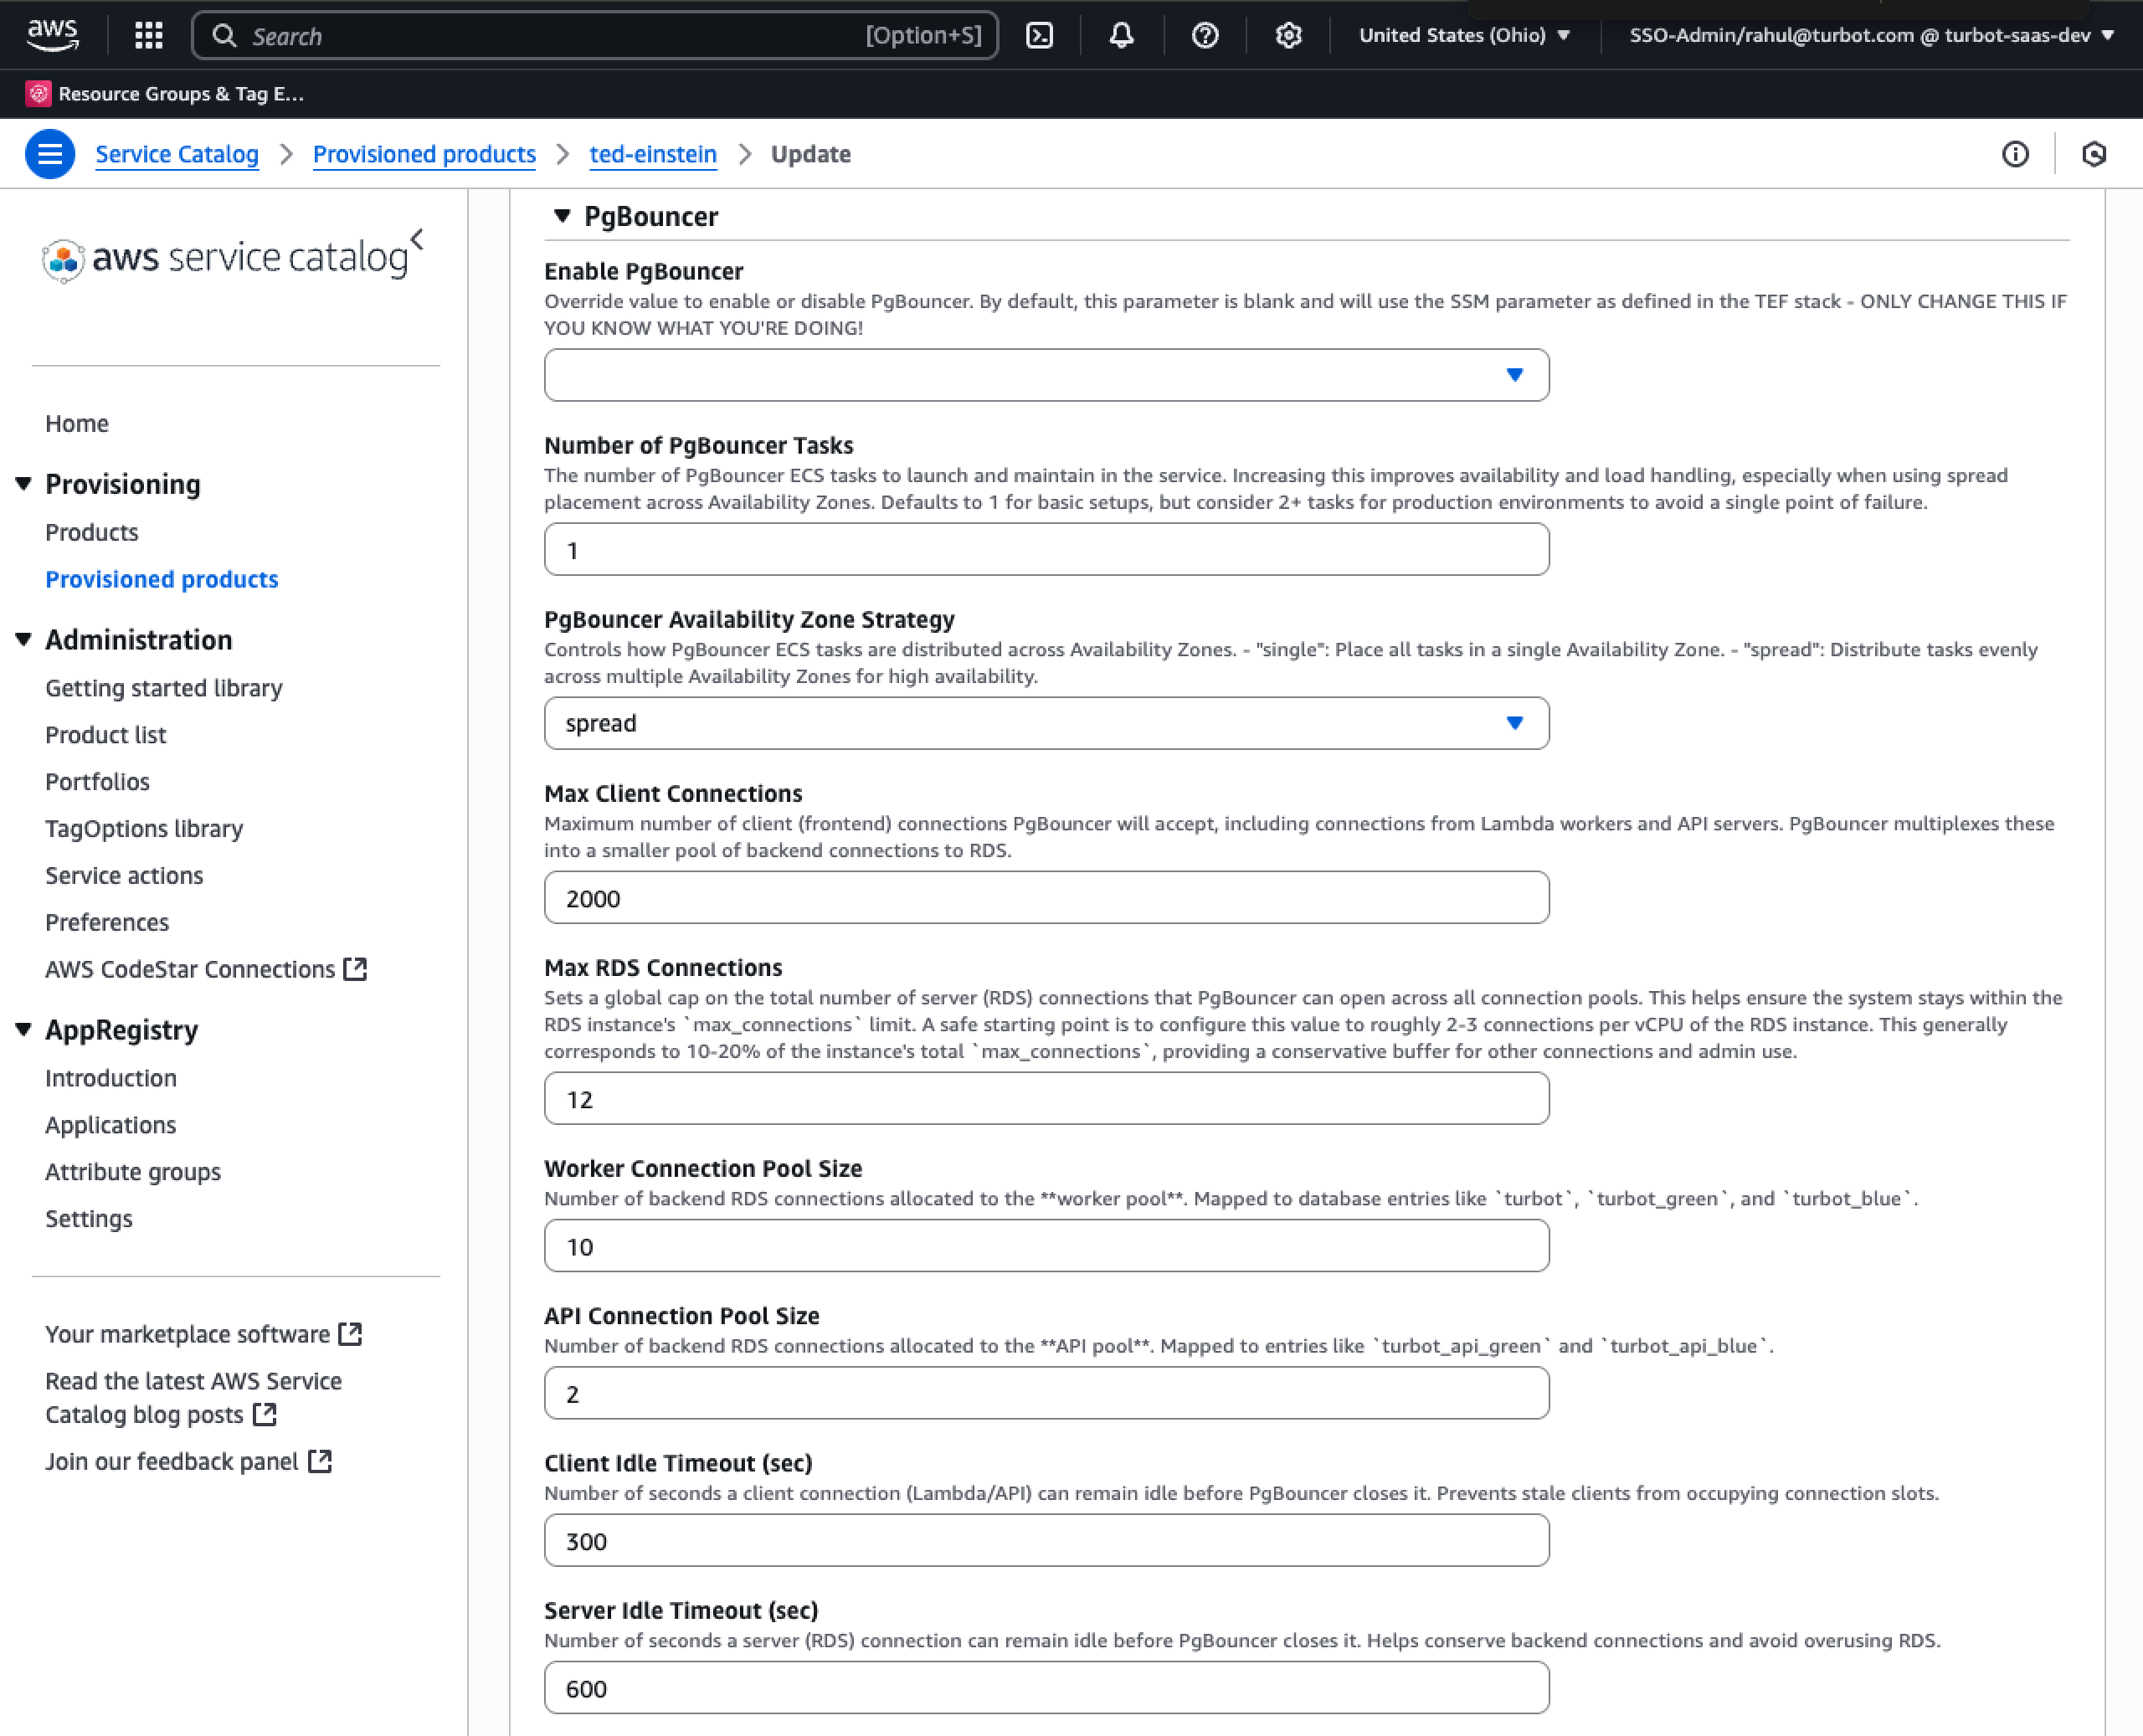 aws
Search
[Option+S]
United States (Ohio)
SSO-Admin/rahul@turbot.com @ turbot-saas-dev
Resource Groups & Tag E...
Service Catalog
Provisioned products
ted-einstein
Update
aws service catalog
Home
Provisioning
Products
Provisioned products
Administration
Getting started library
Product list
Portfolios
TagOptions library
Service actions
Preferences
AWS CodeStar Connections
AppRegistry
Introduction
Applications
Attribute groups
Settings
Your marketplace software
Read the latest AWS Service
Catalog blog posts
Join our feedback panel
PgBouncer
Enable PgBouncer
Override value to enable or disable PgBouncer. By default, this parameter is blank and will use the SSM parameter as defined in the TEF stack - ONLY CHANGE THIS IF
YOU KNOW WHAT YOU'RE DOING!
Number of PgBouncer Tasks
The number of PgBouncer ECS tasks to launch and maintain in the service. Increasing this improves availability and load handling, especially when using spread
placement across Availability Zones. Defaults to 1 for basic setups, but consider 2+ tasks for production environments to avoid a single point of failure.
1
PgBouncer Availability Zone Strategy
Controls how PgBouncer ECS tasks are distributed across Availability Zones. - "single": Place all tasks in a single Availability Zone. - "spread": Distribute tasks evenly
across multiple Availability Zones for high availability.
spread
Max Client Connections
Maximum number of client (frontend) connections PgBouncer will accept, including connections from Lambda workers and API servers. PgBouncer multiplexes these
into a smaller pool of backend connections to RDS.
2000
Max RDS Connections
Sets a global cap on the total number of server (RDS) connections that PgBouncer can open across all connection pools. This helps ensure the system stays within the
RDS instance's `max_connections` limit. A safe starting point is to configure this value to roughly 2-3 connections per vCPU of the RDS instance. This generally
corresponds to 10-20% of the instance's total `max_connections`, providing a conservative buffer for other connections and admin use.
12
Worker Connection Pool Size
Number of backend RDS connections allocated to the **worker pool**. Mapped to database entries like `turbot`, `turbot_green`, and `turbot_blue`.
10
API Connection Pool Size
Number of backend RDS connections allocated to the **API pool**. Mapped to entries like `turbot_api_green` and `turbot_api_blue`.
2
Client Idle Timeout (sec)
Number of seconds a client connection (Lambda/API) can remain idle before PgBouncer closes it. Prevents stale clients from occupying connection slots.
300
Server Idle Timeout (sec)
Number of seconds a server (RDS) connection can remain idle before PgBouncer closes it. Helps conserve backend connections and avoid overusing RDS.
600